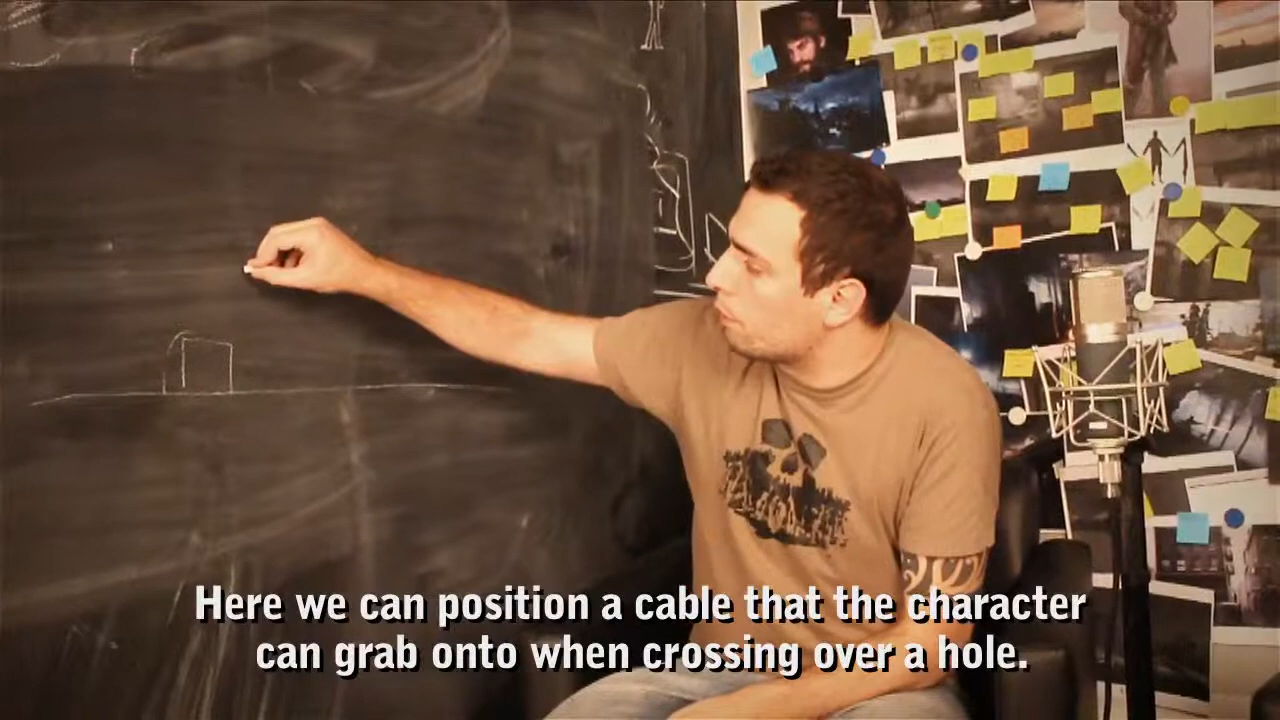 Here we can position a cable that the character
can grab onto when crossing over a hole.